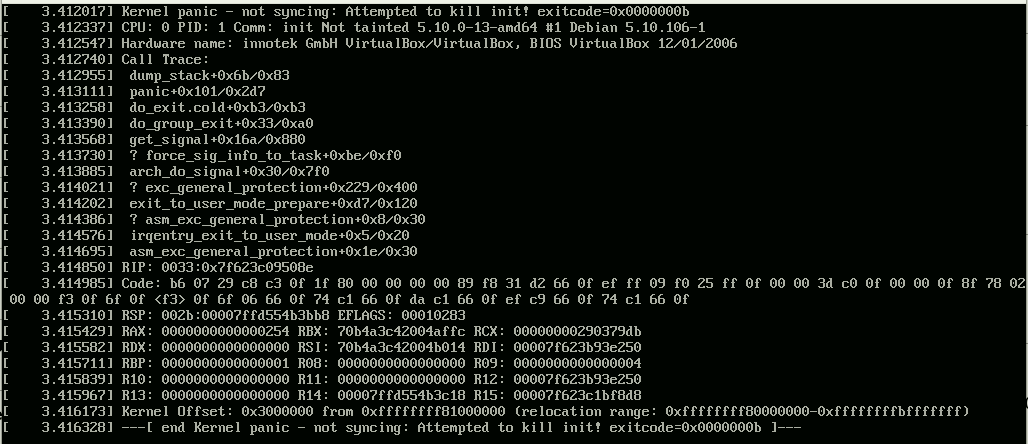 [    3.412017] Kernel panic - not syncing: Attempted to kill init! exitcode=0x0000000b
[    3.412337] CPU: 0 PID: 1 Comm: init Not tainted 5.10.0-13-amd64 #1 Debian 5.10.106-1
[    3.412547] Hardware name: innotek GmbH VirtualBox/VirtualBox, BIOS VirtualBox 12/01/2006
[    3.412740] Call Trace:
[    3.412955]  dump_stack+0x6b/0x83
[    3.413111]  panic+0x101/0x2d7
[    3.413258]  do_exit.cold+0xb3/0xb3
[    3.413390]  do_group_exit+0x33/0xa0
[    3.413568]  get_signal+0x16a/0x880
[    3.413730]  ? force_sig_info_to_task+0xbe/0xf0
[    3.413885]  arch_do_signal+0x30/0x7f0
[    3.414021]  ? exc_general_protection+0x229/0x400
[    3.414202]  exit_to_user_mode_prepare+0xd7/0x120
[    3.414386]  ? asm_exc_general_protection+0x8/0x30
[    3.414576]  irqentry_exit_to_user_mode+0x5/0x20
[    3.414695]  asm_exc_general_protection+0x1e/0x30
[    3.414850] RIP: 0033:0x7f623c09508e
[    3.414985] Code: b6 07 29 c8 c3 0f 1f 80 00 00 00 00 89 f8 31 d2 66 0f ef ff 09 f0 25 ff 0f 00 00 3d c0 0f 00 00 0f 8f 78 02
00 00 f3 0f 6f 0f <f3> 0f 6f 06 66 0f 74 c1 66 0f da c1 66 0f ef c9 66 0f 74 c1 66 0f
[    3.415310] RSP: 002b:00007ffd554b3bb8 EFLAGS: 00010283
[    3.415429] RAX: 0000000000000254 RBX: 70b4a3c42004affc RCX: 00000000290379db
[    3.415582] RDX: 0000000000000000 RSI: 70b4a3c42004b014 RDI: 00007f623b93e250
[    3.415711] RBP: 0000000000000001 R08: 0000000000000000 R09: 0000000000000004
[    3.415839] R10: 0000000000000000 R11: 0000000000000000 R12: 00007f623b93e250
[    3.415967] R13: 0000000000000000 R14: 00007ffd554b3c18 R15: 00007f623c1bf8d8
[    3.416173] Kernel Offset: 0x3000000 from 0xffffffff81000000 (relocation range: 0xffffffff80000000-0xffffffffbfffffff)
[    3.416328] ---[ end Kernel panic - not syncing: Attempted to kill init! exitcode=0x0000000b ]---